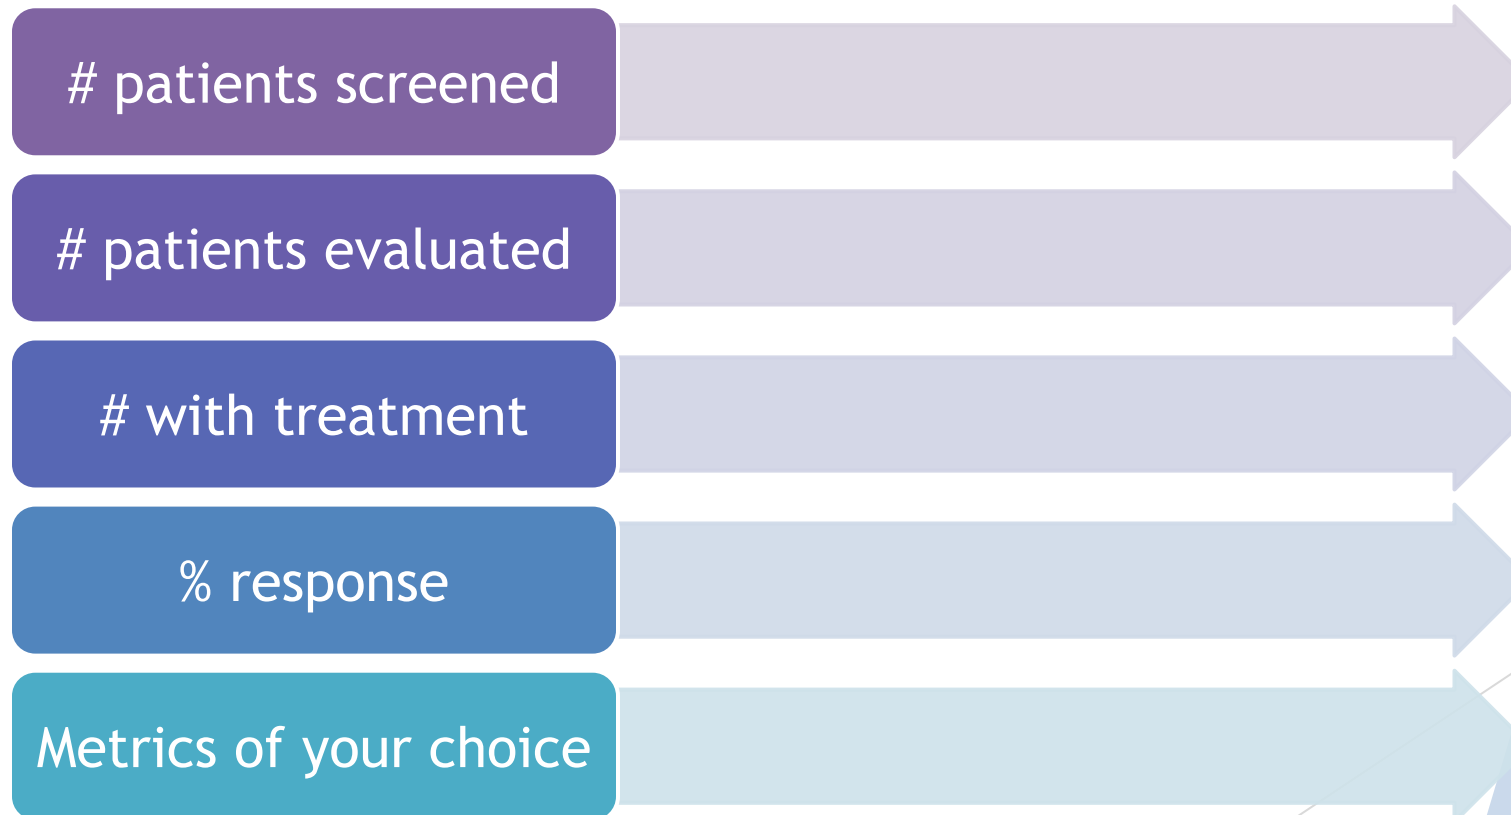 # patients screened
# patients evaluated
# with treatment
% response
Metrics of your choice